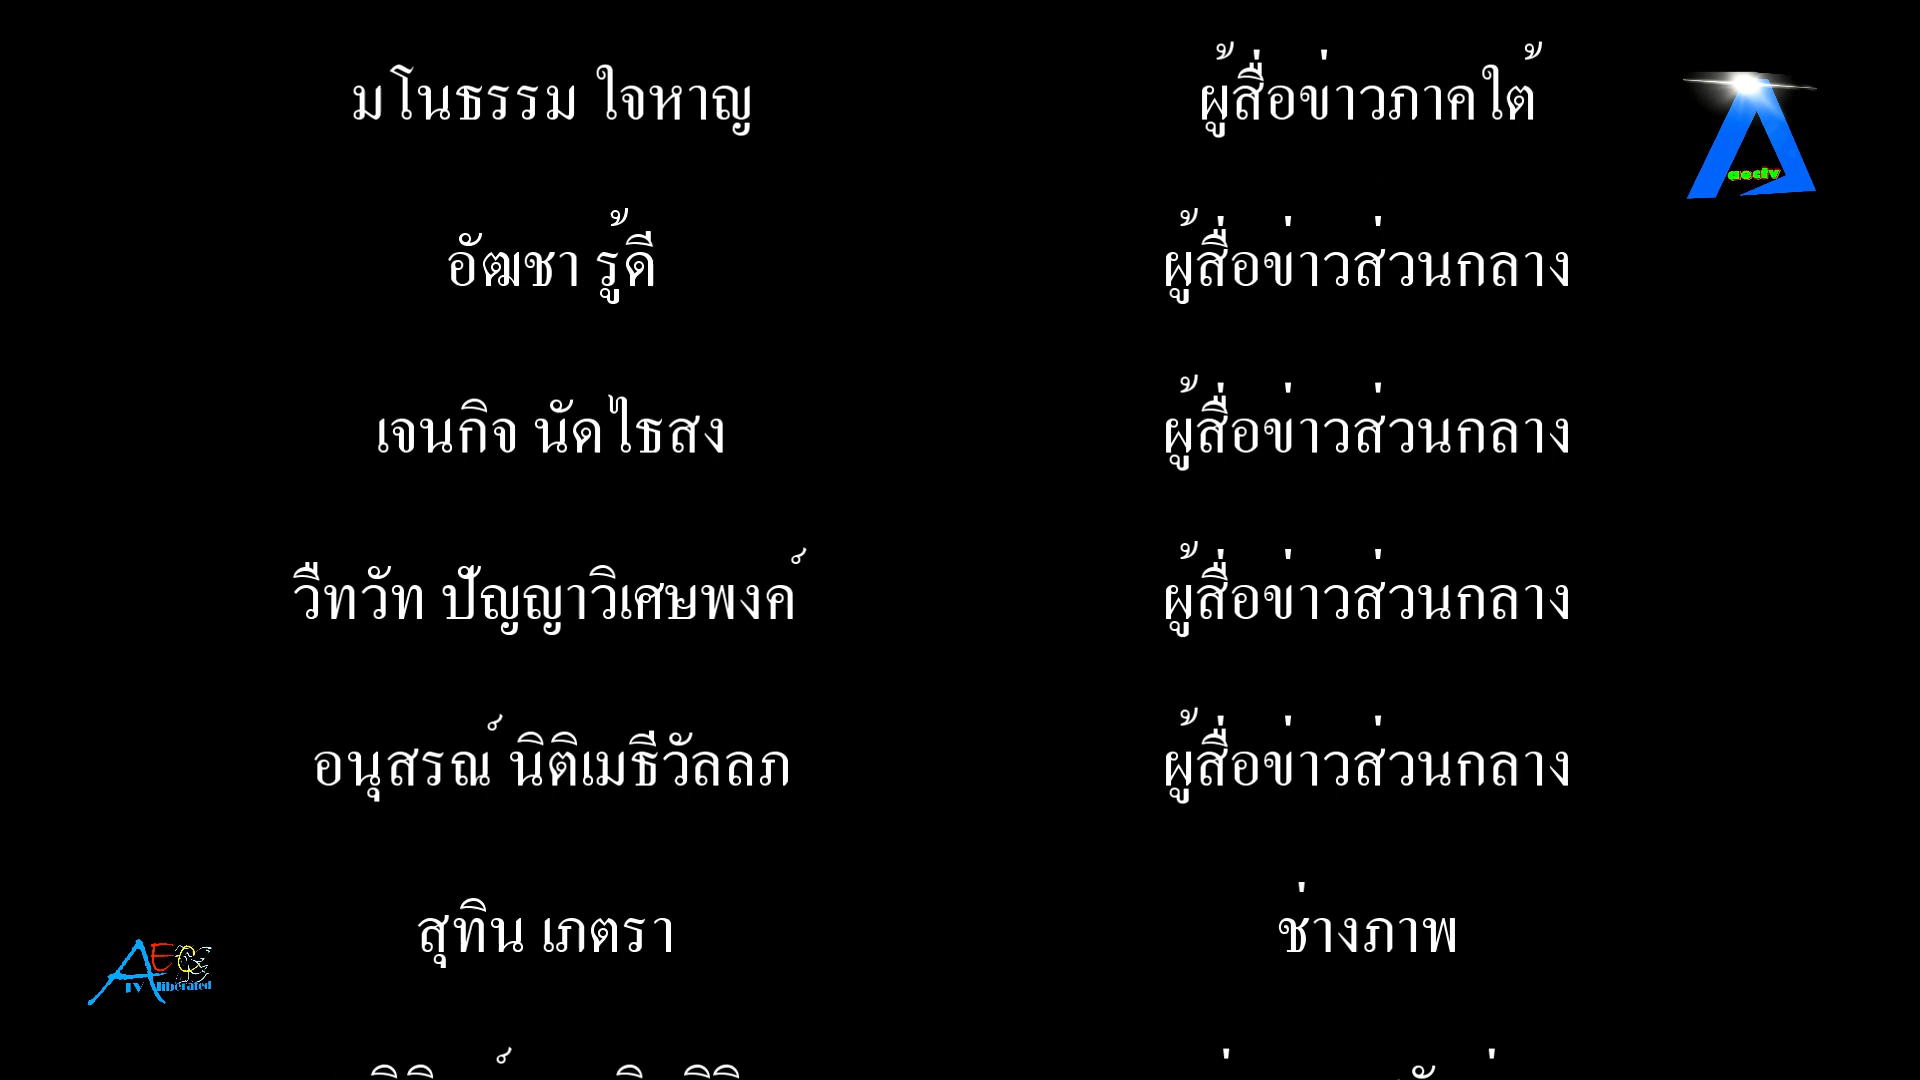 มโนธรรม ใจหาญ ผู้สื่อข่าวภาคใต้
aectv
อัฒชา รู้ดี ผู้สื่อข่าวส่วนกลาง
เจนกิจ นัดไธสง ผู้สื่อข่าวส่วนกลาง
วืทวัท ปัญญาวิเศษพงค์ ผู้สื่อข่าวส่วนกลาง
อนุสรณ์ นิติเมธีวัลลภ ผู้สื่อข่าวส่วนกลาง
สุทิน เภตรา ช่างภาพ
AEC
TV liberated